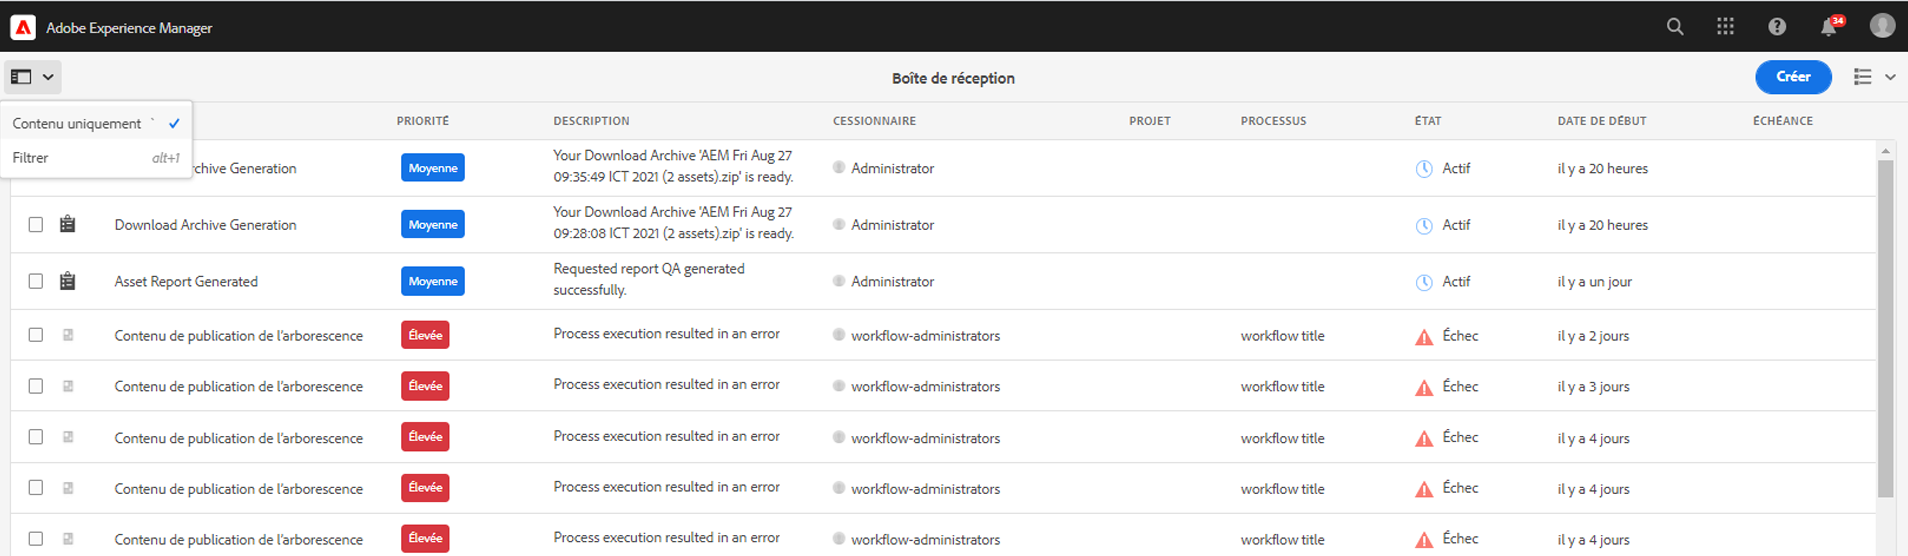 Adobe Experience Manager
34
Boîte de réception
Créer
Contenu uniquement `
Filtrer alt+1
PRIORITÉ DESCRIPTION CESSIONNAIRE PROJET PROCESSUS ÉTAT DATE DE DÉBUT ÉCHÉANCE
rchive Generation Moyenne Your Download Archive 'AEM Fri Aug 27 Administrator Actif il y a 20 heures
09:35:49 ICT 2021 (2 assets).zip' is ready.
Download Archive Generation Moyenne Your Download Archive 'AEM Fri Aug 27 Administrator Actif il y a 20 heures
09:28:08 ICT 2021 (2 assets).zip' is ready.
Asset Report Generated Moyenne Requested report QA generated Administrator Actif il y a un jour
successfully.
Contenu de publication de l’arborescence Élevée Process execution resulted in an error workflow-administrators workflow title Échec il y a 2 jours
Contenu de publication de l’arborescence Élevée Process execution resulted in an error workflow-administrators workflow title Échec il y a 3 jours
Contenu de publication de l’arborescence Élevée Process execution resulted in an error workflow-administrators workflow title Échec il y a 4 jours
Contenu de publication de l’arborescence Élevée Process execution resulted in an error workflow-administrators workflow title Échec il y a 4 jours
Contenu de publication de l’arborescence Élevée Process execution resulted in an error workflow-administrators workflow title Échec il y a 4 jours